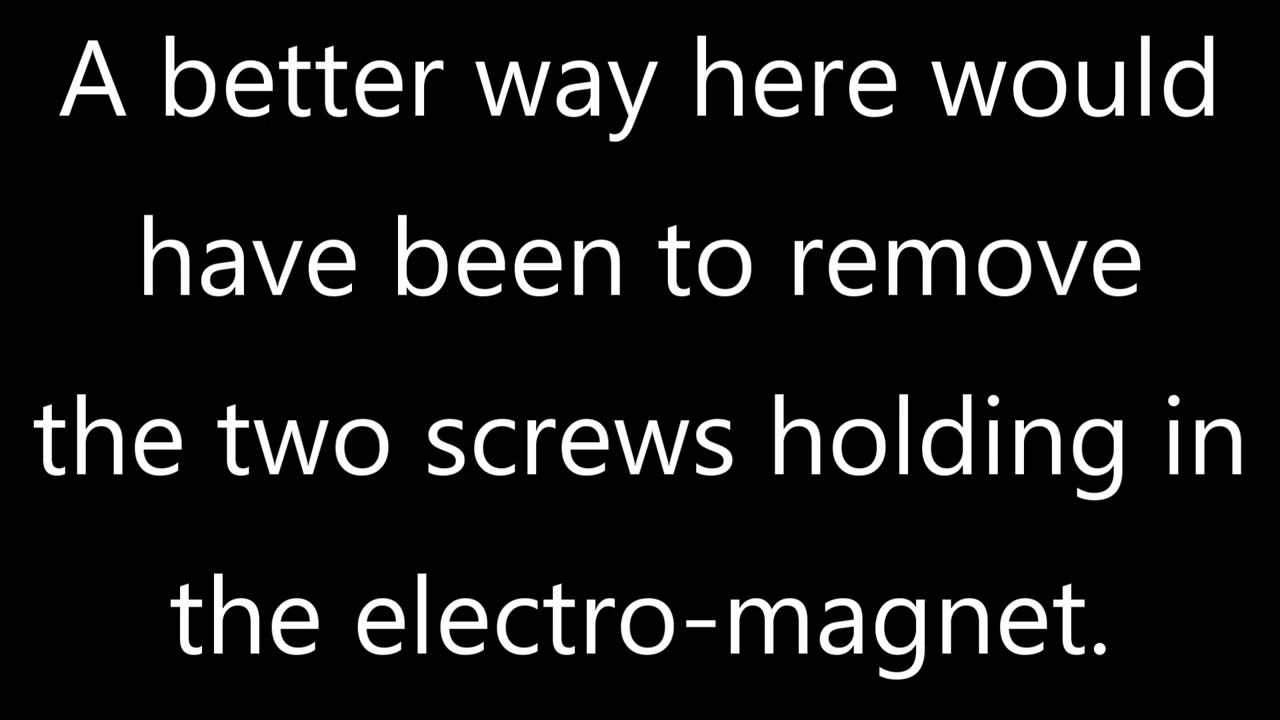 A better way here would
have been to remove
the two screws holding in
the electro-magnet.